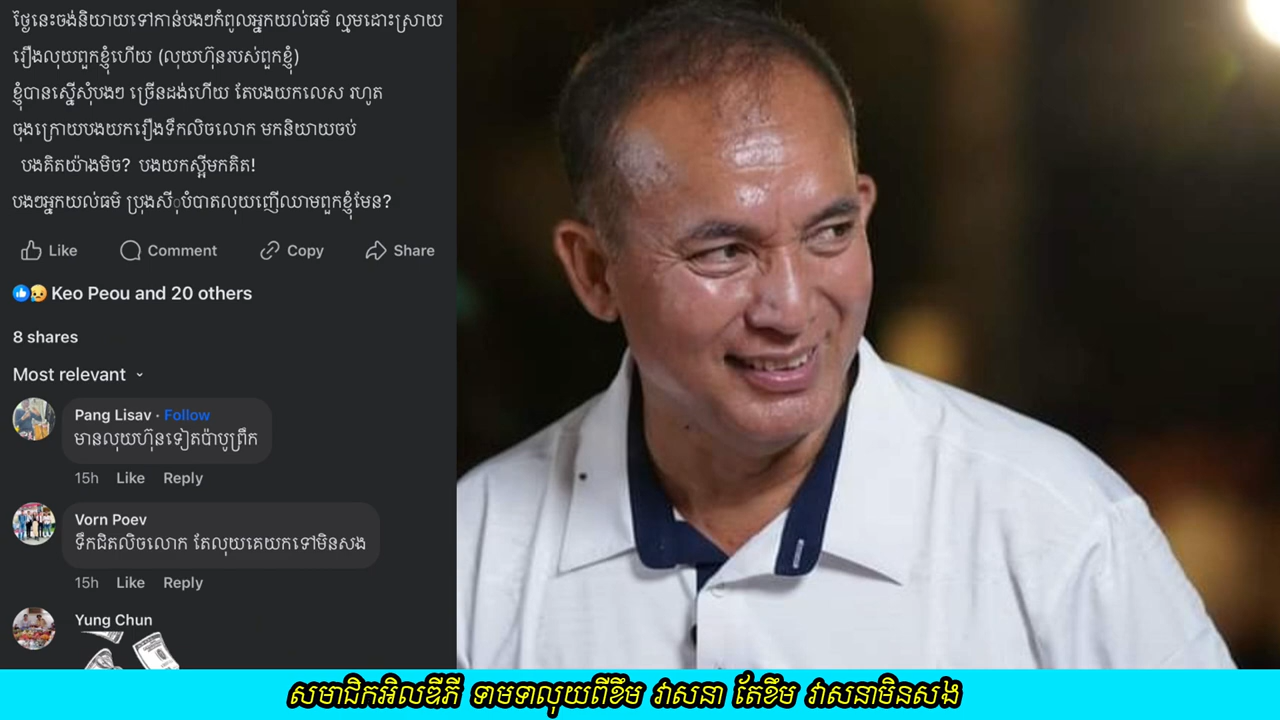 ថ្ងៃនេះចង់និយាយទៅកាន់បងៗកំពូលអ្នកយល់ធម៌ ល្មមដោះស្រាយ
រឿងលុយពួកខ្ញុំហើយ (លុយហ៊ុនរបស់ពួកខ្ញុំ)
ខ្ញុំបានស្នើសុំបងៗ ច្រើនដង់ហើយ តែបងយកលេស រហូត
ចុងក្រោយបងយករឿងទឹកលិចលោក មកនិយាយចប់
បងគិតយ៉ាងមិច? បងយកស្អីមកគិត!
បងៗអ្នកយល់ធម៌ ប្រុងសីុបំបាតលុយញើឈាមពួកខ្ញុំមែន?
Like Comment Copy Share
Keo Peou and 20 others
8 shares
Most relevant
Pang Lisav · Follow
មានលុយហ៊ុនទៀតប៉ាបូព្រឹក
15h Like Reply
Vorn Poev
ទឹកដិតលិចលោក តែលុយគេយកទៅមិនសង
15h Like Reply
Yung Chun
សមាជិកអិលឌីភី ទាមទាលុយពីខឹម វាសនា តែខឹម វាសនាមិនសង